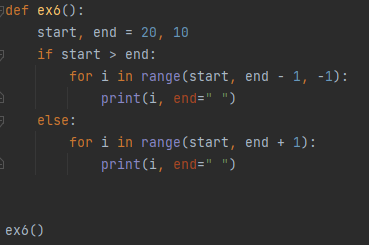 def ex6():
    start, end = 20, 10
    if start > end:
        for i in range(start, end - 1, -1):
            print(i, end=" ")
    else:
        for i in range(start, end + 1):
            print(i, end=" ")
ex6()